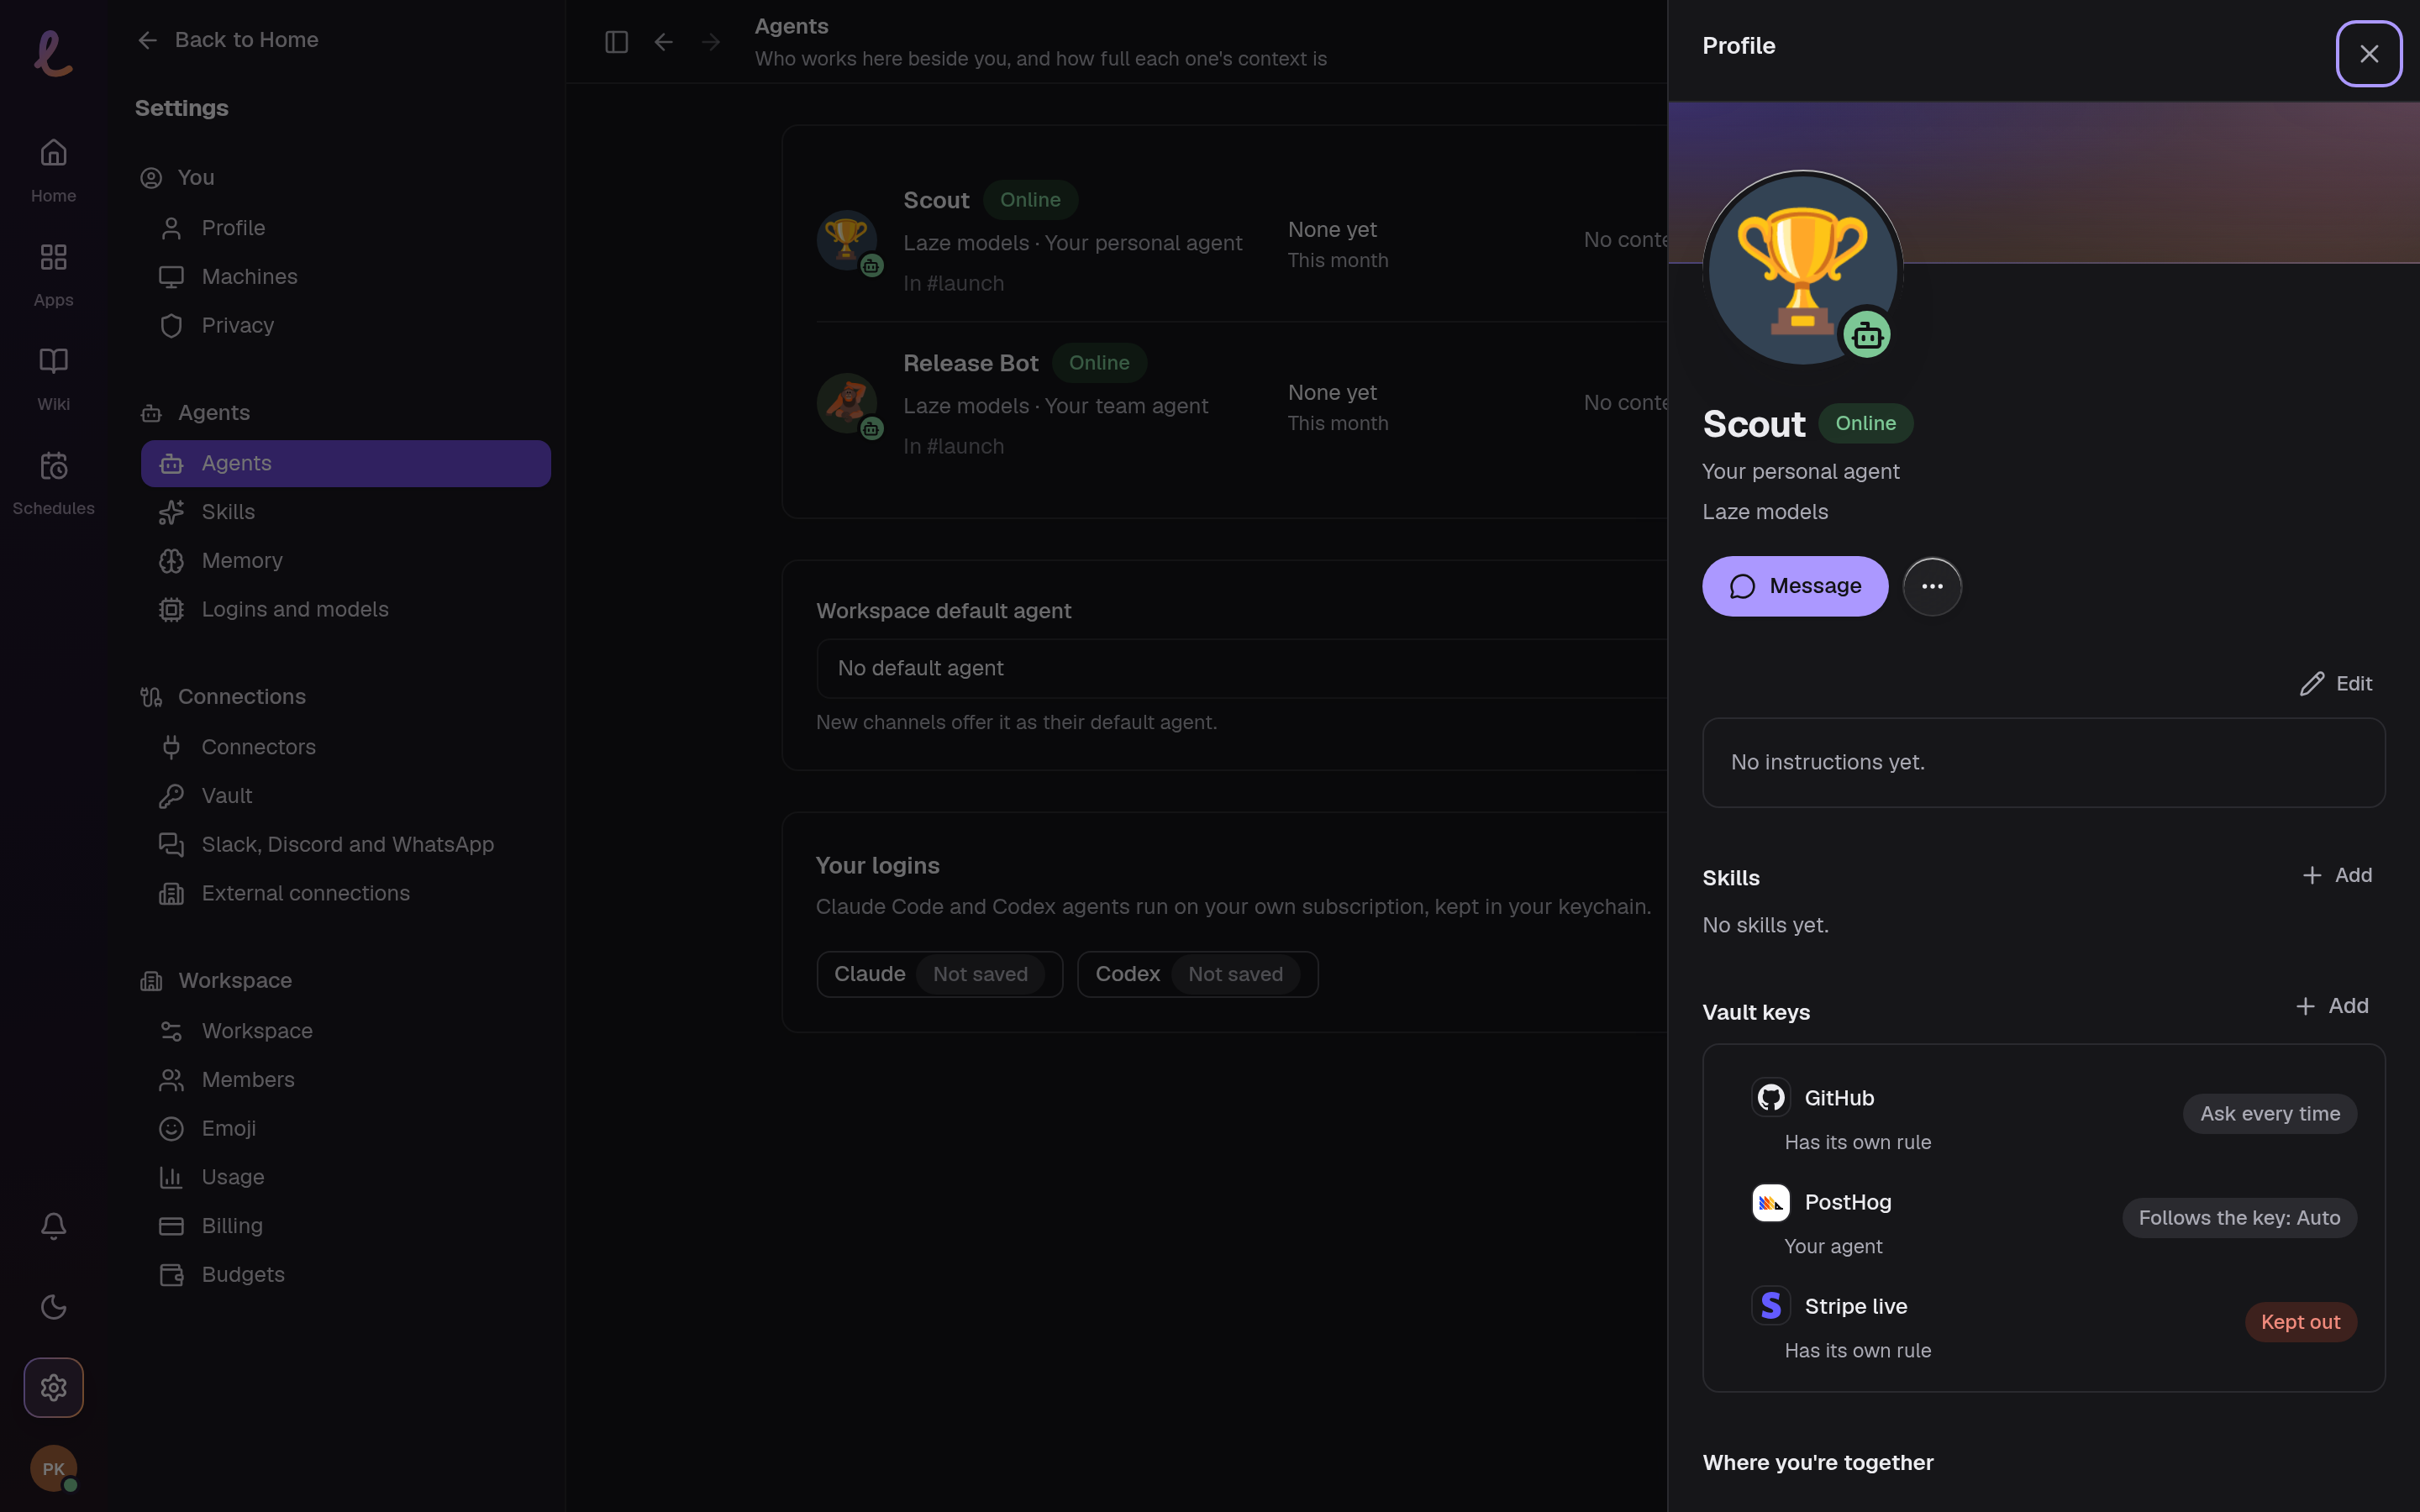 Home
Apps
Wiki
Schedules
PK
Back to Home
Settings
You
Profile
Machines
Privacy
Agents
Agents
Skills
Memory
Logins and models
Connections
Connectors
Vault
Slack, Discord and WhatsApp
External connections
Workspace
Workspace
Members
Emoji
Usage
Billing
Budgets
Agents
Who works here beside you, and how full each one's context is
Scout Online
Laze models · Your personal agent
In #launch
None yet
This month
No conte
Release Bot Online
Laze models · Your team agent
In #launch
None yet
This month
No conte
Workspace default agent
No default agent
New channels offer it as their default agent.
Your logins
Claude Code and Codex agents run on your own subscription, kept in your keychain.
Claude Not saved
Codex Not saved
Profile
Scout Online
Your personal agent
Laze models
Message
Edit
No instructions yet.
Skills
Add
No skills yet.
Vault keys
Add
GitHub
Has its own rule
Ask every time
PostHog
Your agent
Follows the key: Auto
Stripe live
Has its own rule
Kept out
Where you're together